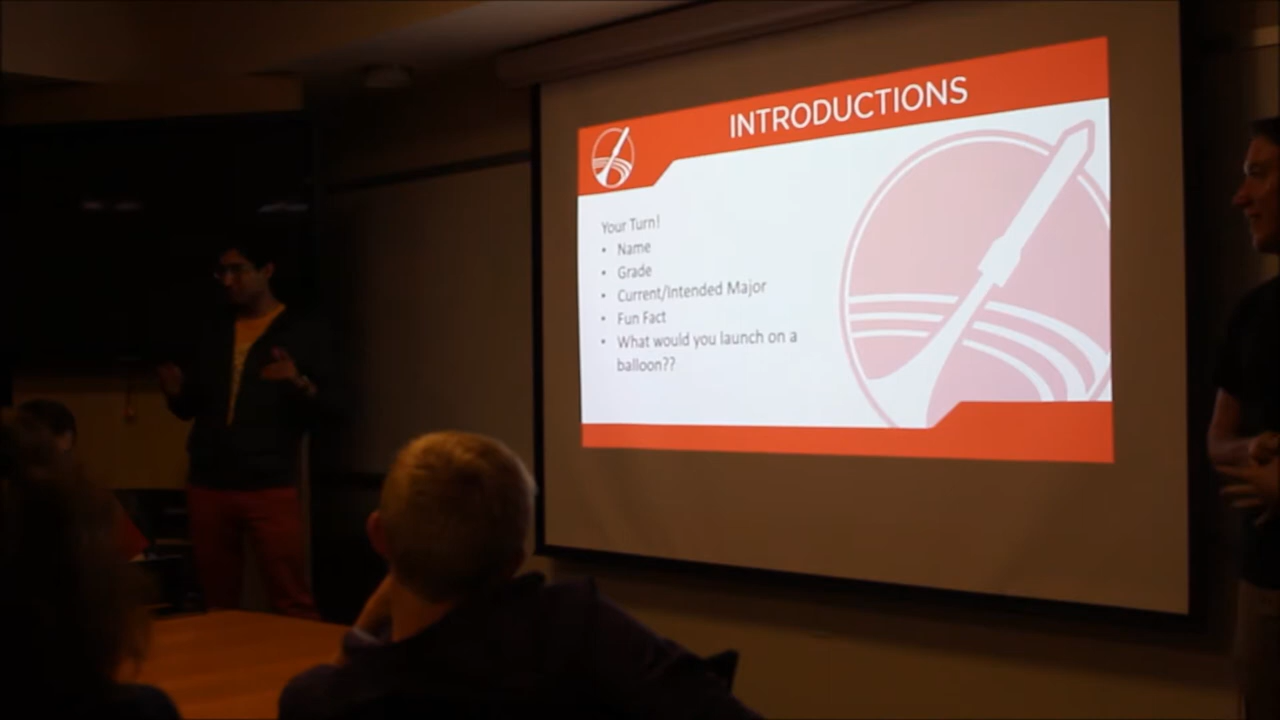 INTRODUCTIONS
Your Turn!
• Name
• Grade
• Current/Intended Major
• Fun Fact
• What would you launch on a
balloon??